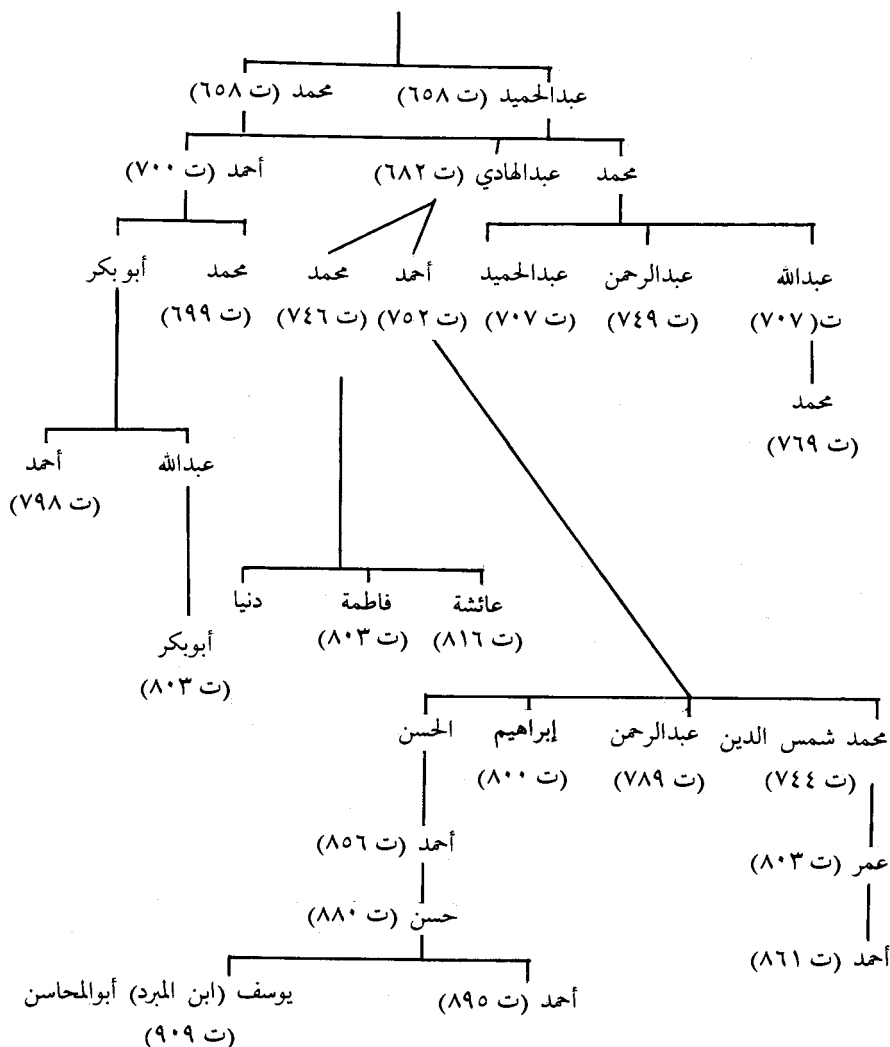 عبدالحميد (ت ٦٥٨) محمد (ت ٦٥٨)
محمد عبدالهادي (ت ٦٨٢) أحمد (ت ٧٠٠)
عبدالله عبدالرحمن عبدالحميد أحمد محمد محمد أبو بكر
ت( ٧٠٧) (ت ٧٤٩) (ت ٧٠٧) (ت ٧٥٢) (ت ٧٤٦) (ت ٦٩٩)
محمد
(ت ٧٦٩)
عبدالله أحمد
(ت ٧٩٨)
عائشة فاطمة دنيا
(ت ٨١٦) (ت ٨٠٣)
أبوبكر
(ت ٨٠٣)
محمد شمس الدين عبدالرحمن إبراهيم الحسن
(ت ٧٤٤) (ت ٧٨٩) (ت ٨٠٠)
أحمد (ت ٨٥٦)
عمر (ت ٨٠٣)
حسن (ت ٨٨٠)
أحمد (ت ٨٦١)
أحمد (ت ٨٩٥) يوسف (ابن المبرد) أبوالمحاسن
(ت ٩٠٩)